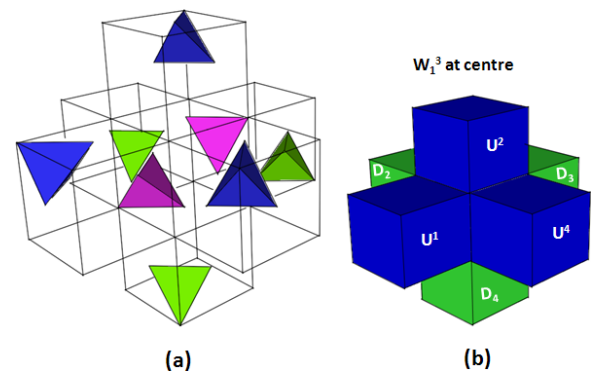 W₁³ at centre
U²
D₂
D₃
U¹
U⁴
D₄
(a)
(b)